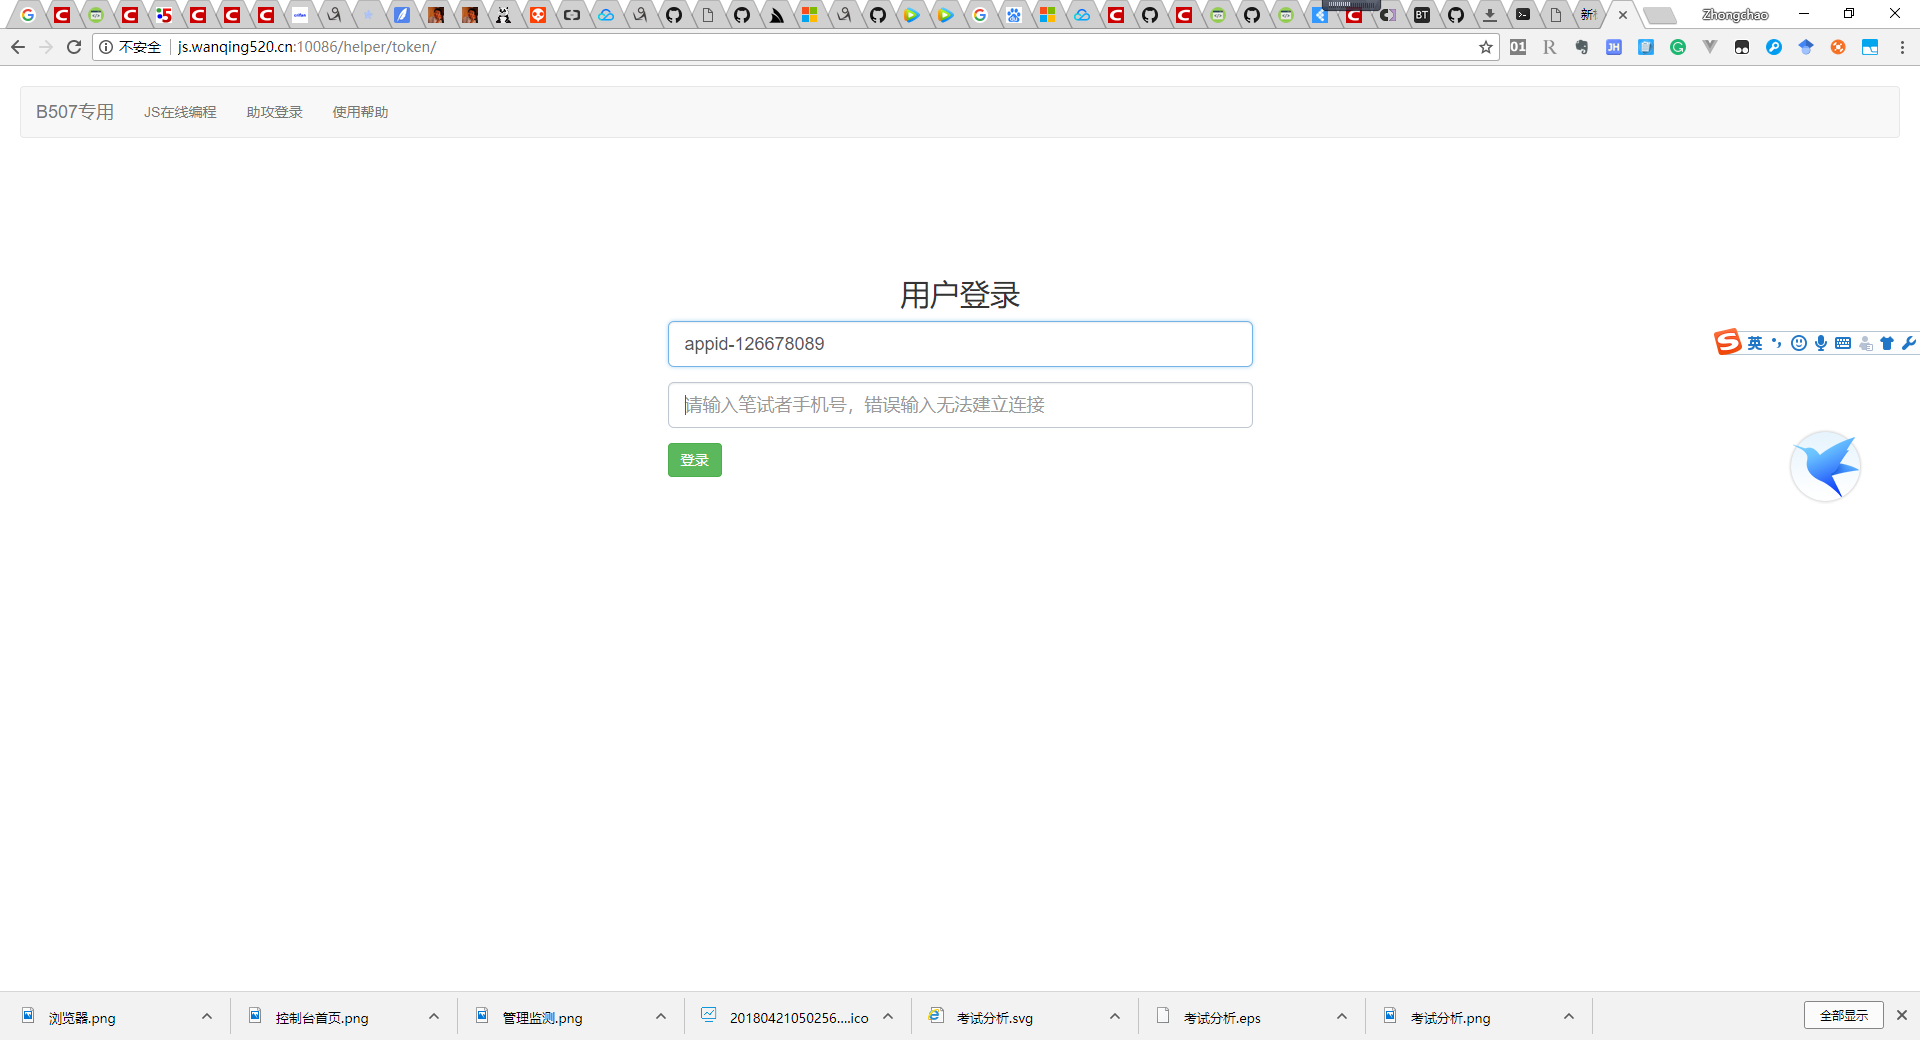 Zhongchao
不安全 js.wanqing520.cn:10086/helper/token/
B507专用 JS在线编程 助攻登录 使用帮助
用户登录
appid-126678089
英
请输入笔试者手机号，错误输入无法建立连接
登录
浏览器.png 控制台首页.png 管理监测.png 20180421050256....ico 考试分析.svg 考试分析.eps 考试分析.png 全部显示